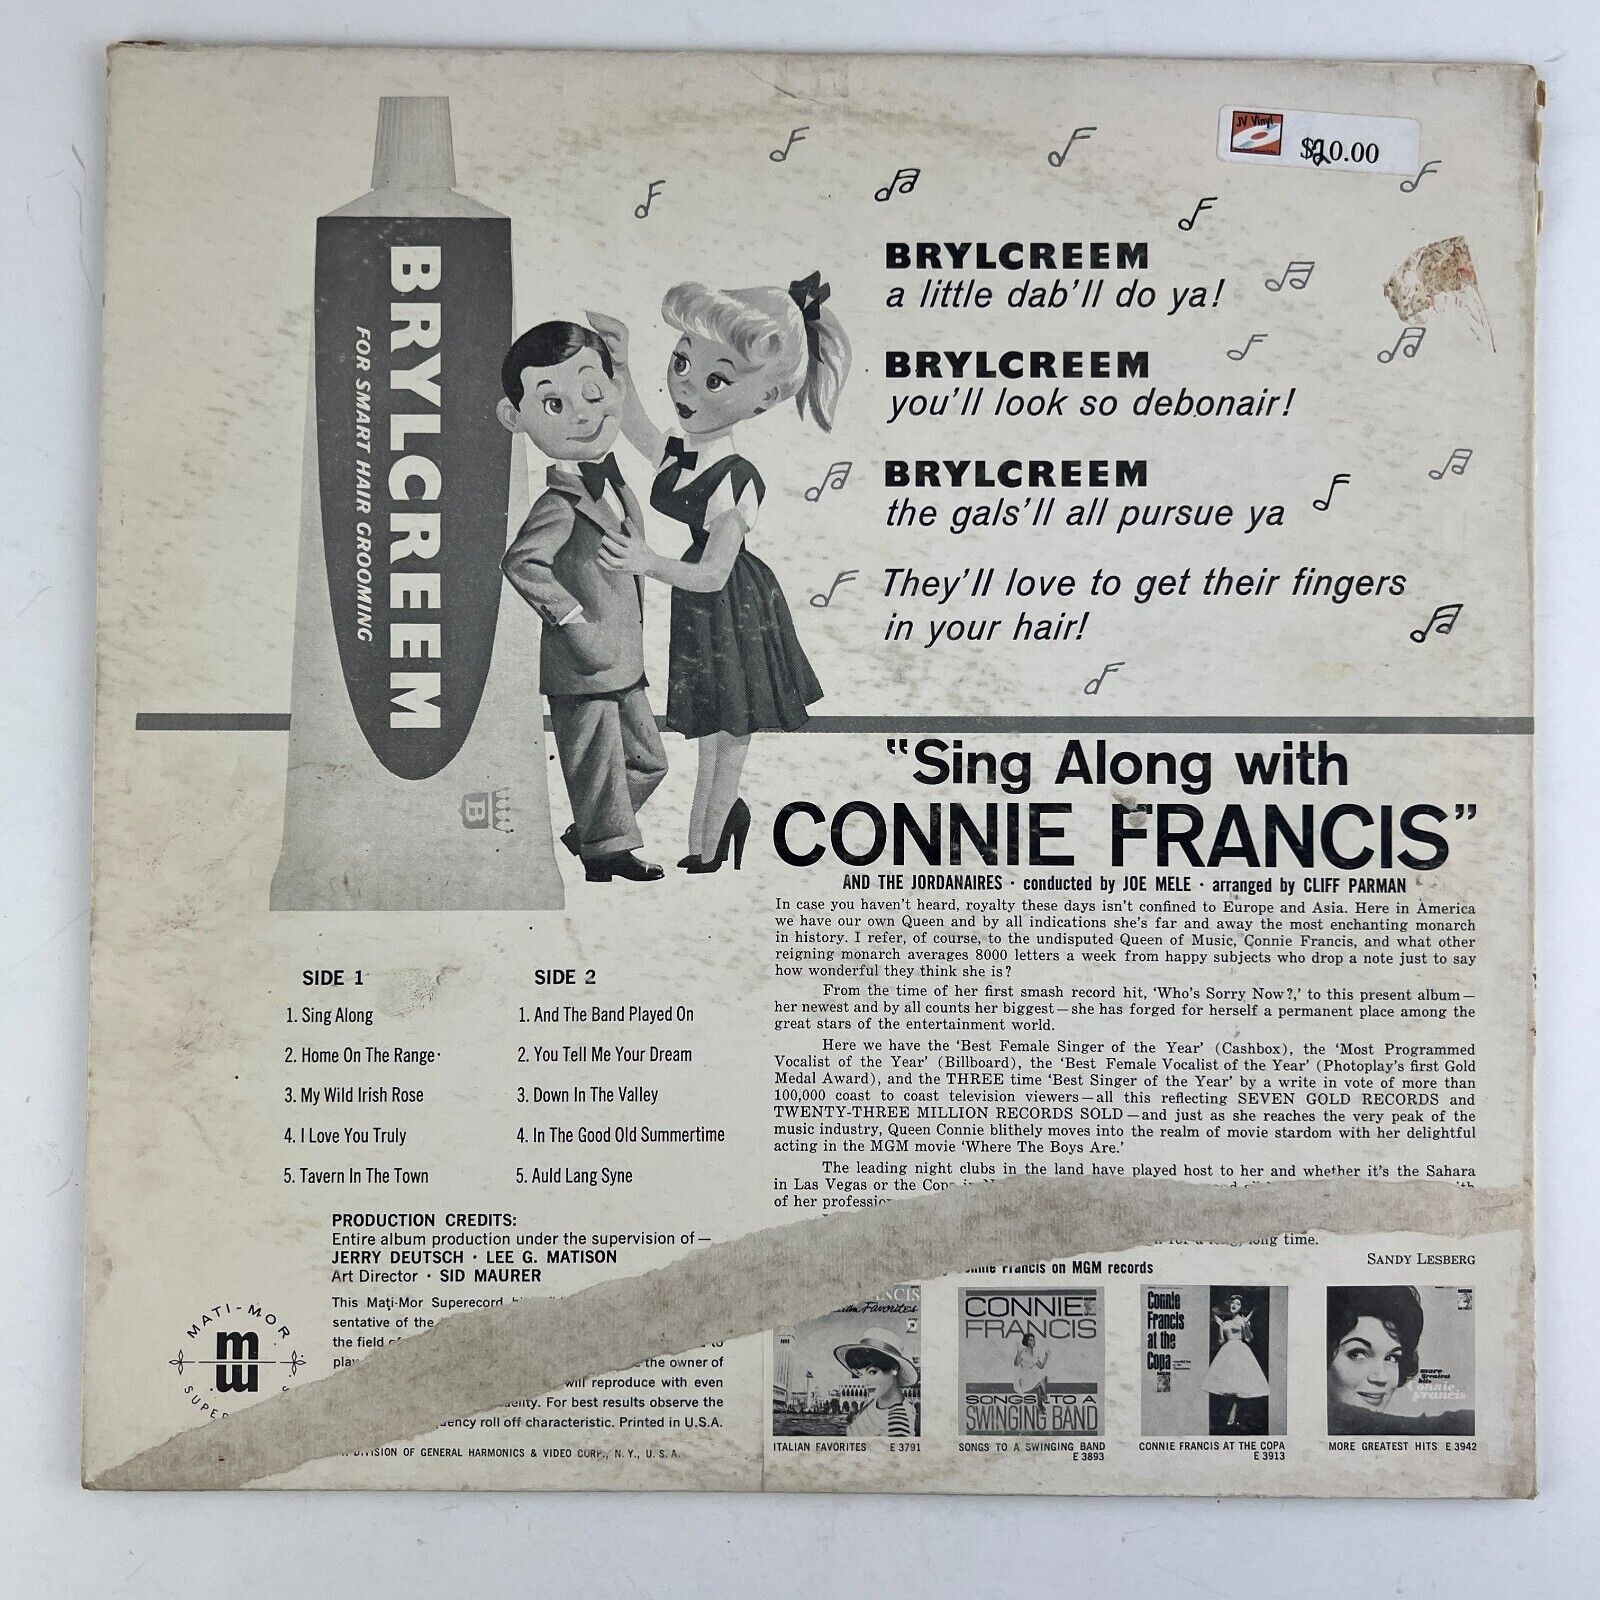 JV Vinyl
$20.00
BRYLCREEM
FOR SMART HAIR GROOMING
B
BRYLCREEM
a little dab'll do ya!
BRYLCREEM
you'll look so debonair!
BRYLCREEM
the gals'll all pursue ya
They'll love to get their fingers
in your hair!
"Sing Along with
CONNIE FRANCIS"
AND THE JORDANAIRES · conducted by JOE MELE · arranged by CLIFF PARMAN
In case you haven't heard, royalty these days isn't confined to Europe and Asia. Here in America
we have our own Queen and by all indications she's far and away the most enchanting monarch
in history. I refer, of course, to the undisputed Queen of Music, Connie Francis, and what other
reigning monarch averages 8000 letters a week from happy subjects who drop a note just to say
how wonderful they think she is?
From the time of her first smash record hit, 'Who's Sorry Now?,' to this present album—
her newest and by all counts her biggest—she has forged for herself a permanent place among the
great stars of the entertainment world.
Here we have the 'Best Female Singer of the Year' (Cashbox), the 'Most Programmed
Vocalist of the Year' (Billboard), the 'Best Female Vocalist of the Year' (Photoplay's first Gold
Medal Award), and the THREE time 'Best Singer of the Year' by a write in vote of more than
100,000 coast to coast television viewers—all this reflecting SEVEN GOLD RECORDS and
TWENTY-THREE MILLION RECORDS SOLD—and just as she reaches the very peak of the
music industry, Queen Connie blithely moves into the realm of movie stardom with her delightful
acting in the MGM movie 'Where The Boys Are.'
The leading night clubs in the land have played host to her and whether it's the Sahara
in Las Vegas or the
of her
long time.
SANDY LESBERG
SIDE 1
1. Sing Along
2. Home On The Range
3. My Wild Irish Rose
4. I Love You Truly
5. Tavern In The Town
SIDE 2
1. And The Band Played On
2. You Tell Me Your Dream
3. Down In The Valley
4. In The Good Old Summertime
5. Auld Lang Syne
PRODUCTION CREDITS:
Entire album production under the supervision of—
JERRY DEUTSCH · LEE G. MATISON
Art Director · SID MAURER
This Mati-Mor Superecord
sentative of the
the field
the owner of
will reproduce with even
For best results observe the
roll off characteristic. Printed in U.S.A.
DIVISION OF GENERAL HARMONICS & VIDEO CORP., N. Y., U. S. A.
MATI-MOR
mm
Connie Francis on MGM records
Favorites
ITALIAN FAVORITES E 3791
CONNIE
FRANCIS
SONGS TO A
SWINGING BAND
SONGS TO A SWINGING BAND
E 3893
Connie
Francis
at the
Copa
CONNIE FRANCIS AT THE COPA
E 3913
MGM
more
greatest
hits
Connie
francis
MORE GREATEST HITS E 3942